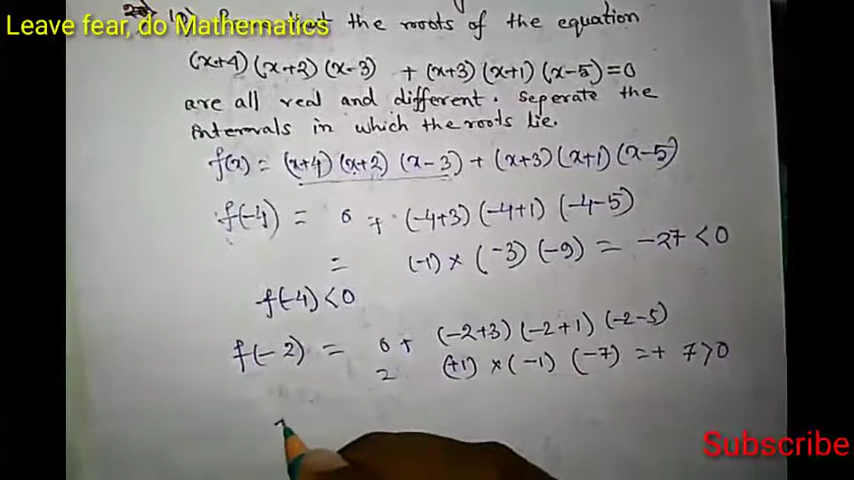 Leave fear, do Mathematics
that the roots of the equation
(x+4) (x+2) (x-3) + (x+3) (x+1) (x-5) = 0
are all real and different. seperate the
intervals in which the roots lie.
f(x) = (x+4) (x+2) (x-3) + (x+3) (x+1) (x-5)
f(-4) = 0 + (-4+3) (-4+1) (-4-5)
= (-1) × (-3) (-9) = -27 < 0
f(-4) < 0
f(-2) = 0 + (-2+3) (-2+1) (-2-5)
= (+1) × (-1) (-7) = + 7 > 0
Subscribe